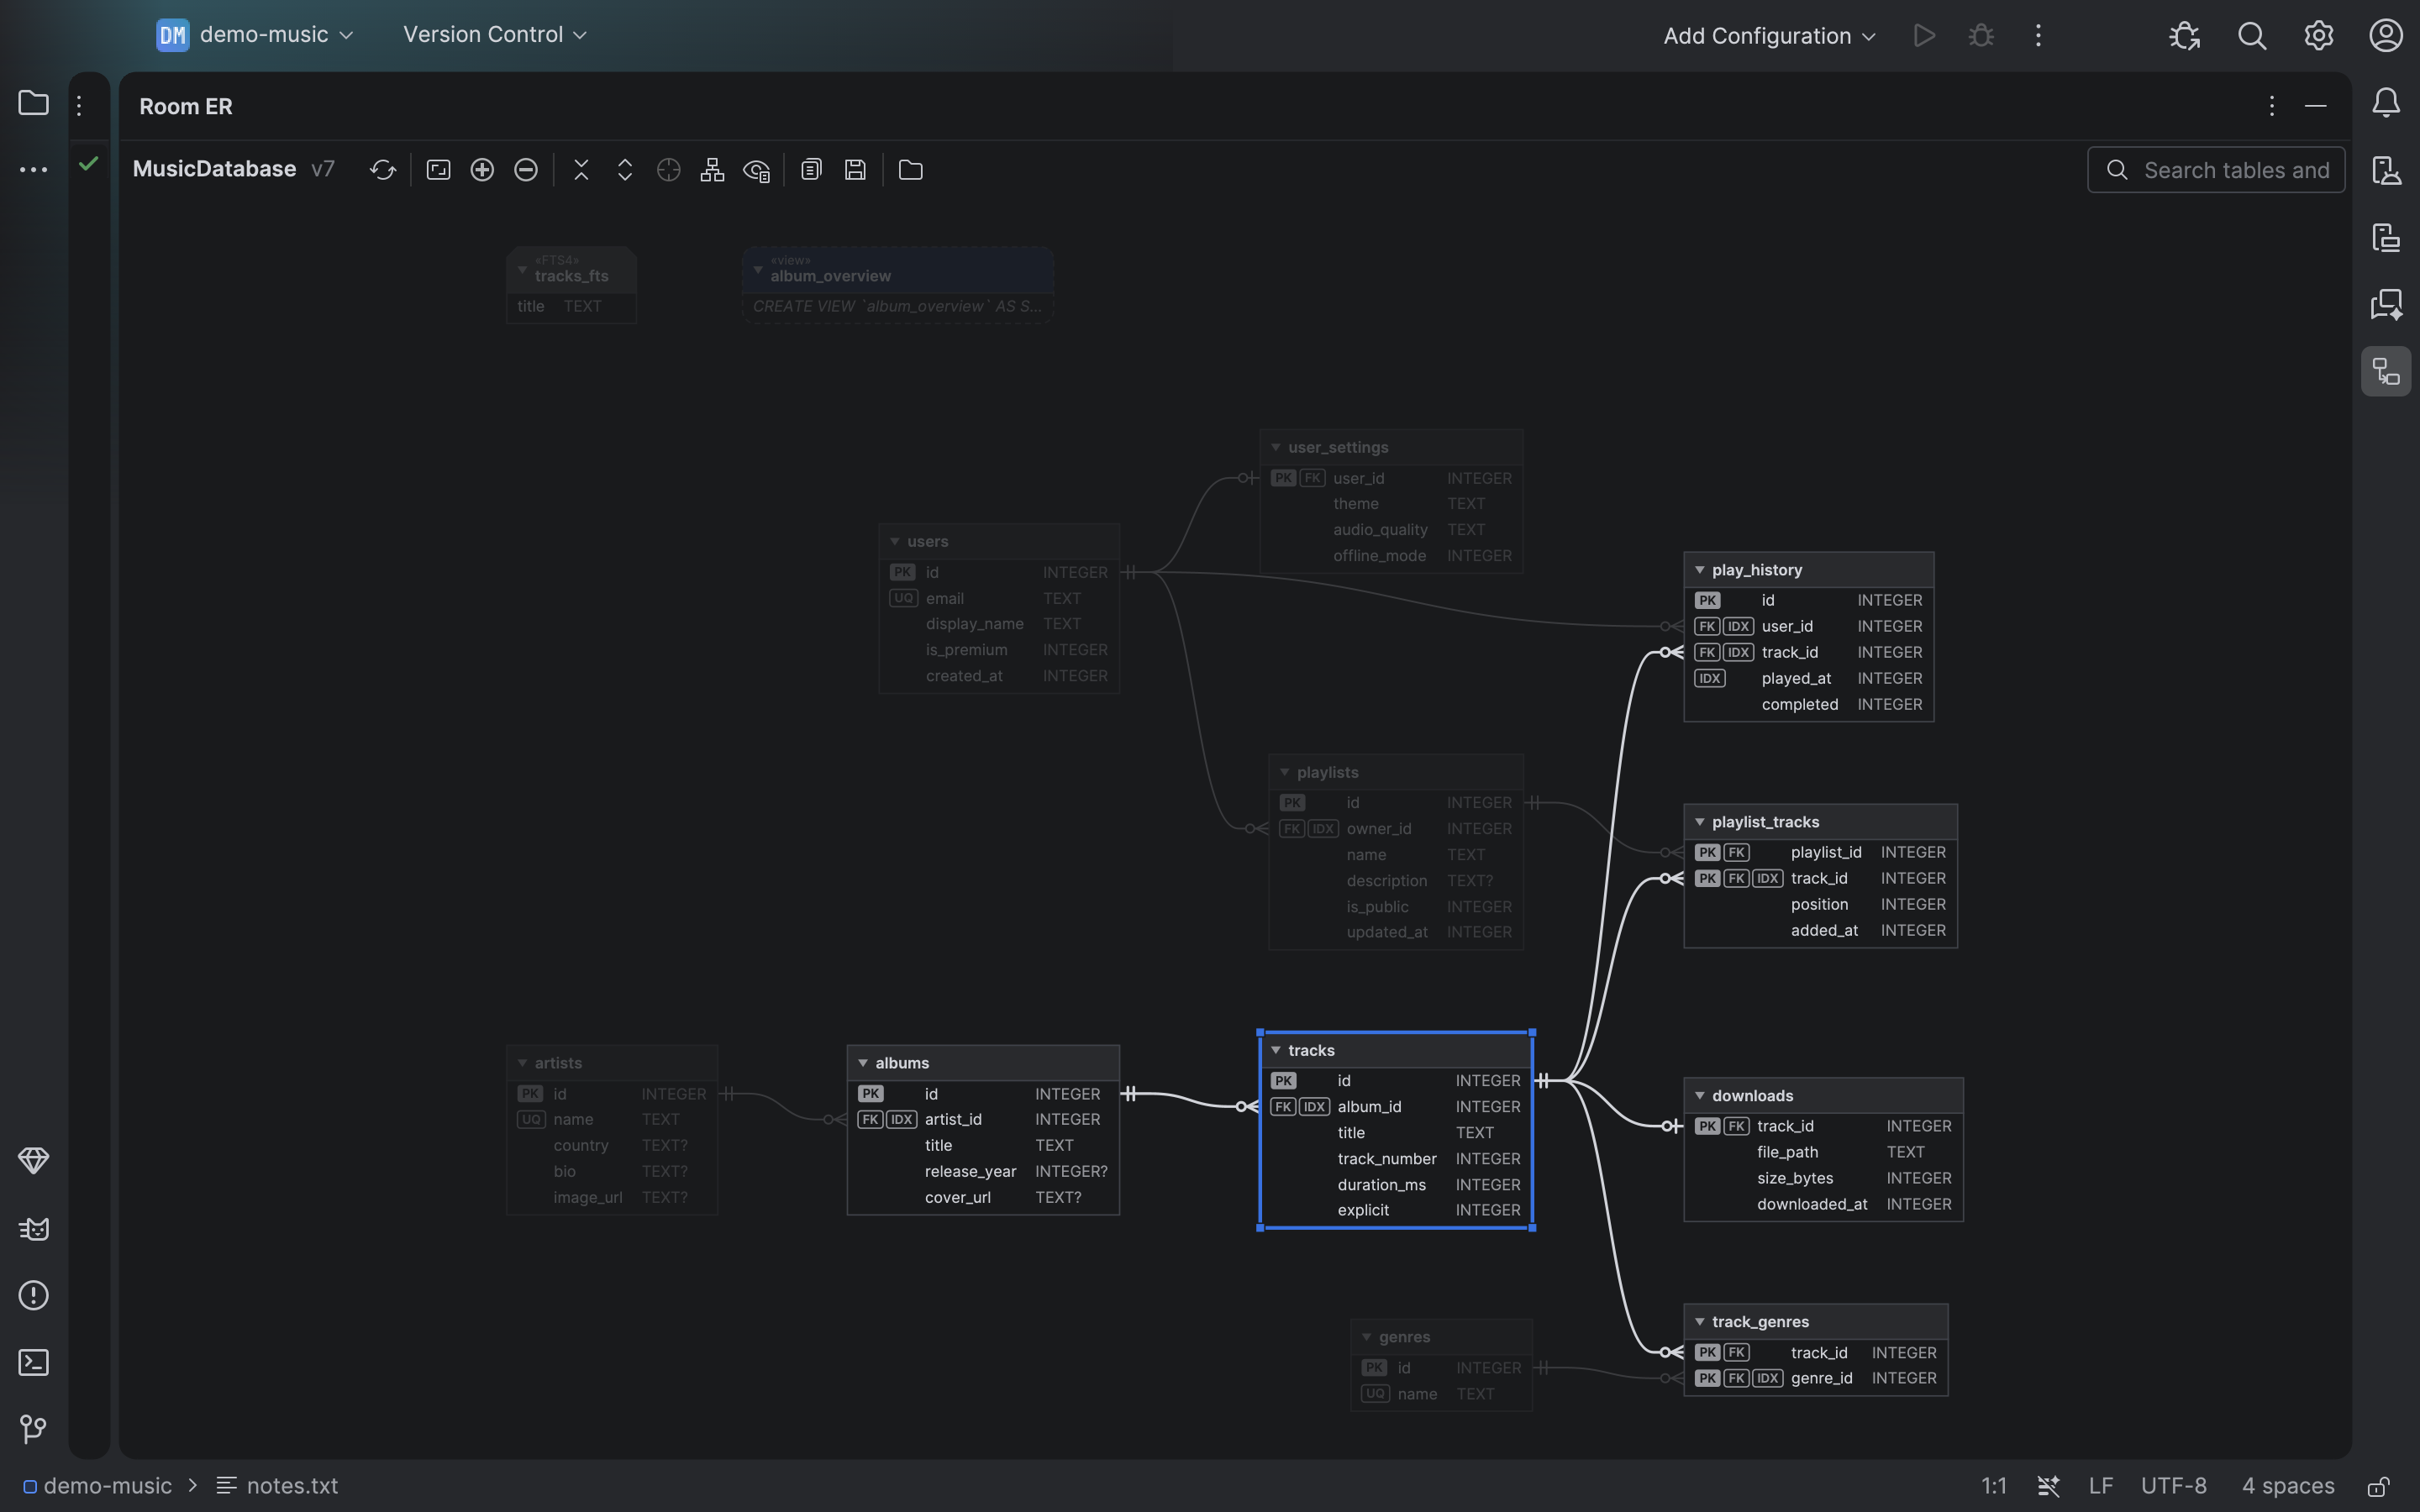 DM demo-music Version Control Add Configuration
Room ER
MusicDatabase v7 Search tables and
«FTS4»
tracks_fts
title TEXT
«view»
album_overview
CREATE VIEW `album_overview` AS S...
user_settings
PK FK user_id INTEGER
theme TEXT
audio_quality TEXT
offline_mode INTEGER
users
PK id INTEGER
UQ email TEXT
display_name TEXT
is_premium INTEGER
created_at INTEGER
play_history
PK id INTEGER
FK IDX user_id INTEGER
FK IDX track_id INTEGER
IDX played_at INTEGER
completed INTEGER
playlists
PK id INTEGER
FK IDX owner_id INTEGER
name TEXT
description TEXT?
is_public INTEGER
updated_at INTEGER
playlist_tracks
PK FK playlist_id INTEGER
PK FK IDX track_id INTEGER
position INTEGER
added_at INTEGER
artists
PK id INTEGER
UQ name TEXT
country TEXT?
bio TEXT?
image_url TEXT?
albums
PK id INTEGER
FK IDX artist_id INTEGER
title TEXT
release_year INTEGER?
cover_url TEXT?
tracks
PK id INTEGER
FK IDX album_id INTEGER
title TEXT
track_number INTEGER
duration_ms INTEGER
explicit INTEGER
downloads
PK FK track_id INTEGER
file_path TEXT
size_bytes INTEGER
downloaded_at INTEGER
genres
PK id INTEGER
UQ name TEXT
track_genres
PK FK track_id INTEGER
PK FK IDX genre_id INTEGER
demo-music > notes.txt 1:1 LF UTF-8 4 spaces